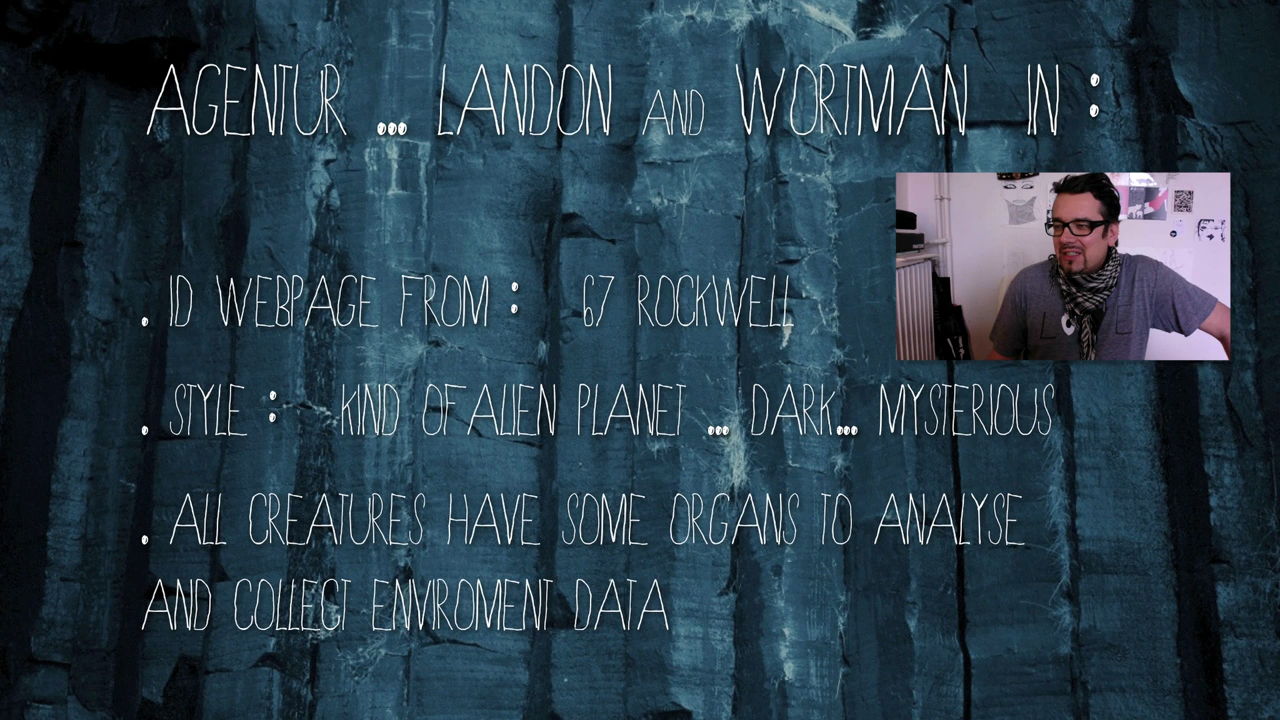 AGENTUR ... LANDON AND WORTMAN IN :
. ID WEBPAGE FROM : 67 ROCKWELL
. STYLE : KIND OF ALIEN PLANET ... DARK... MYSTERIOUS
. ALL CREATURES HAVE SOME ORGANS TO ANALYSE
AND COLLECT ENVIROMENT DATA